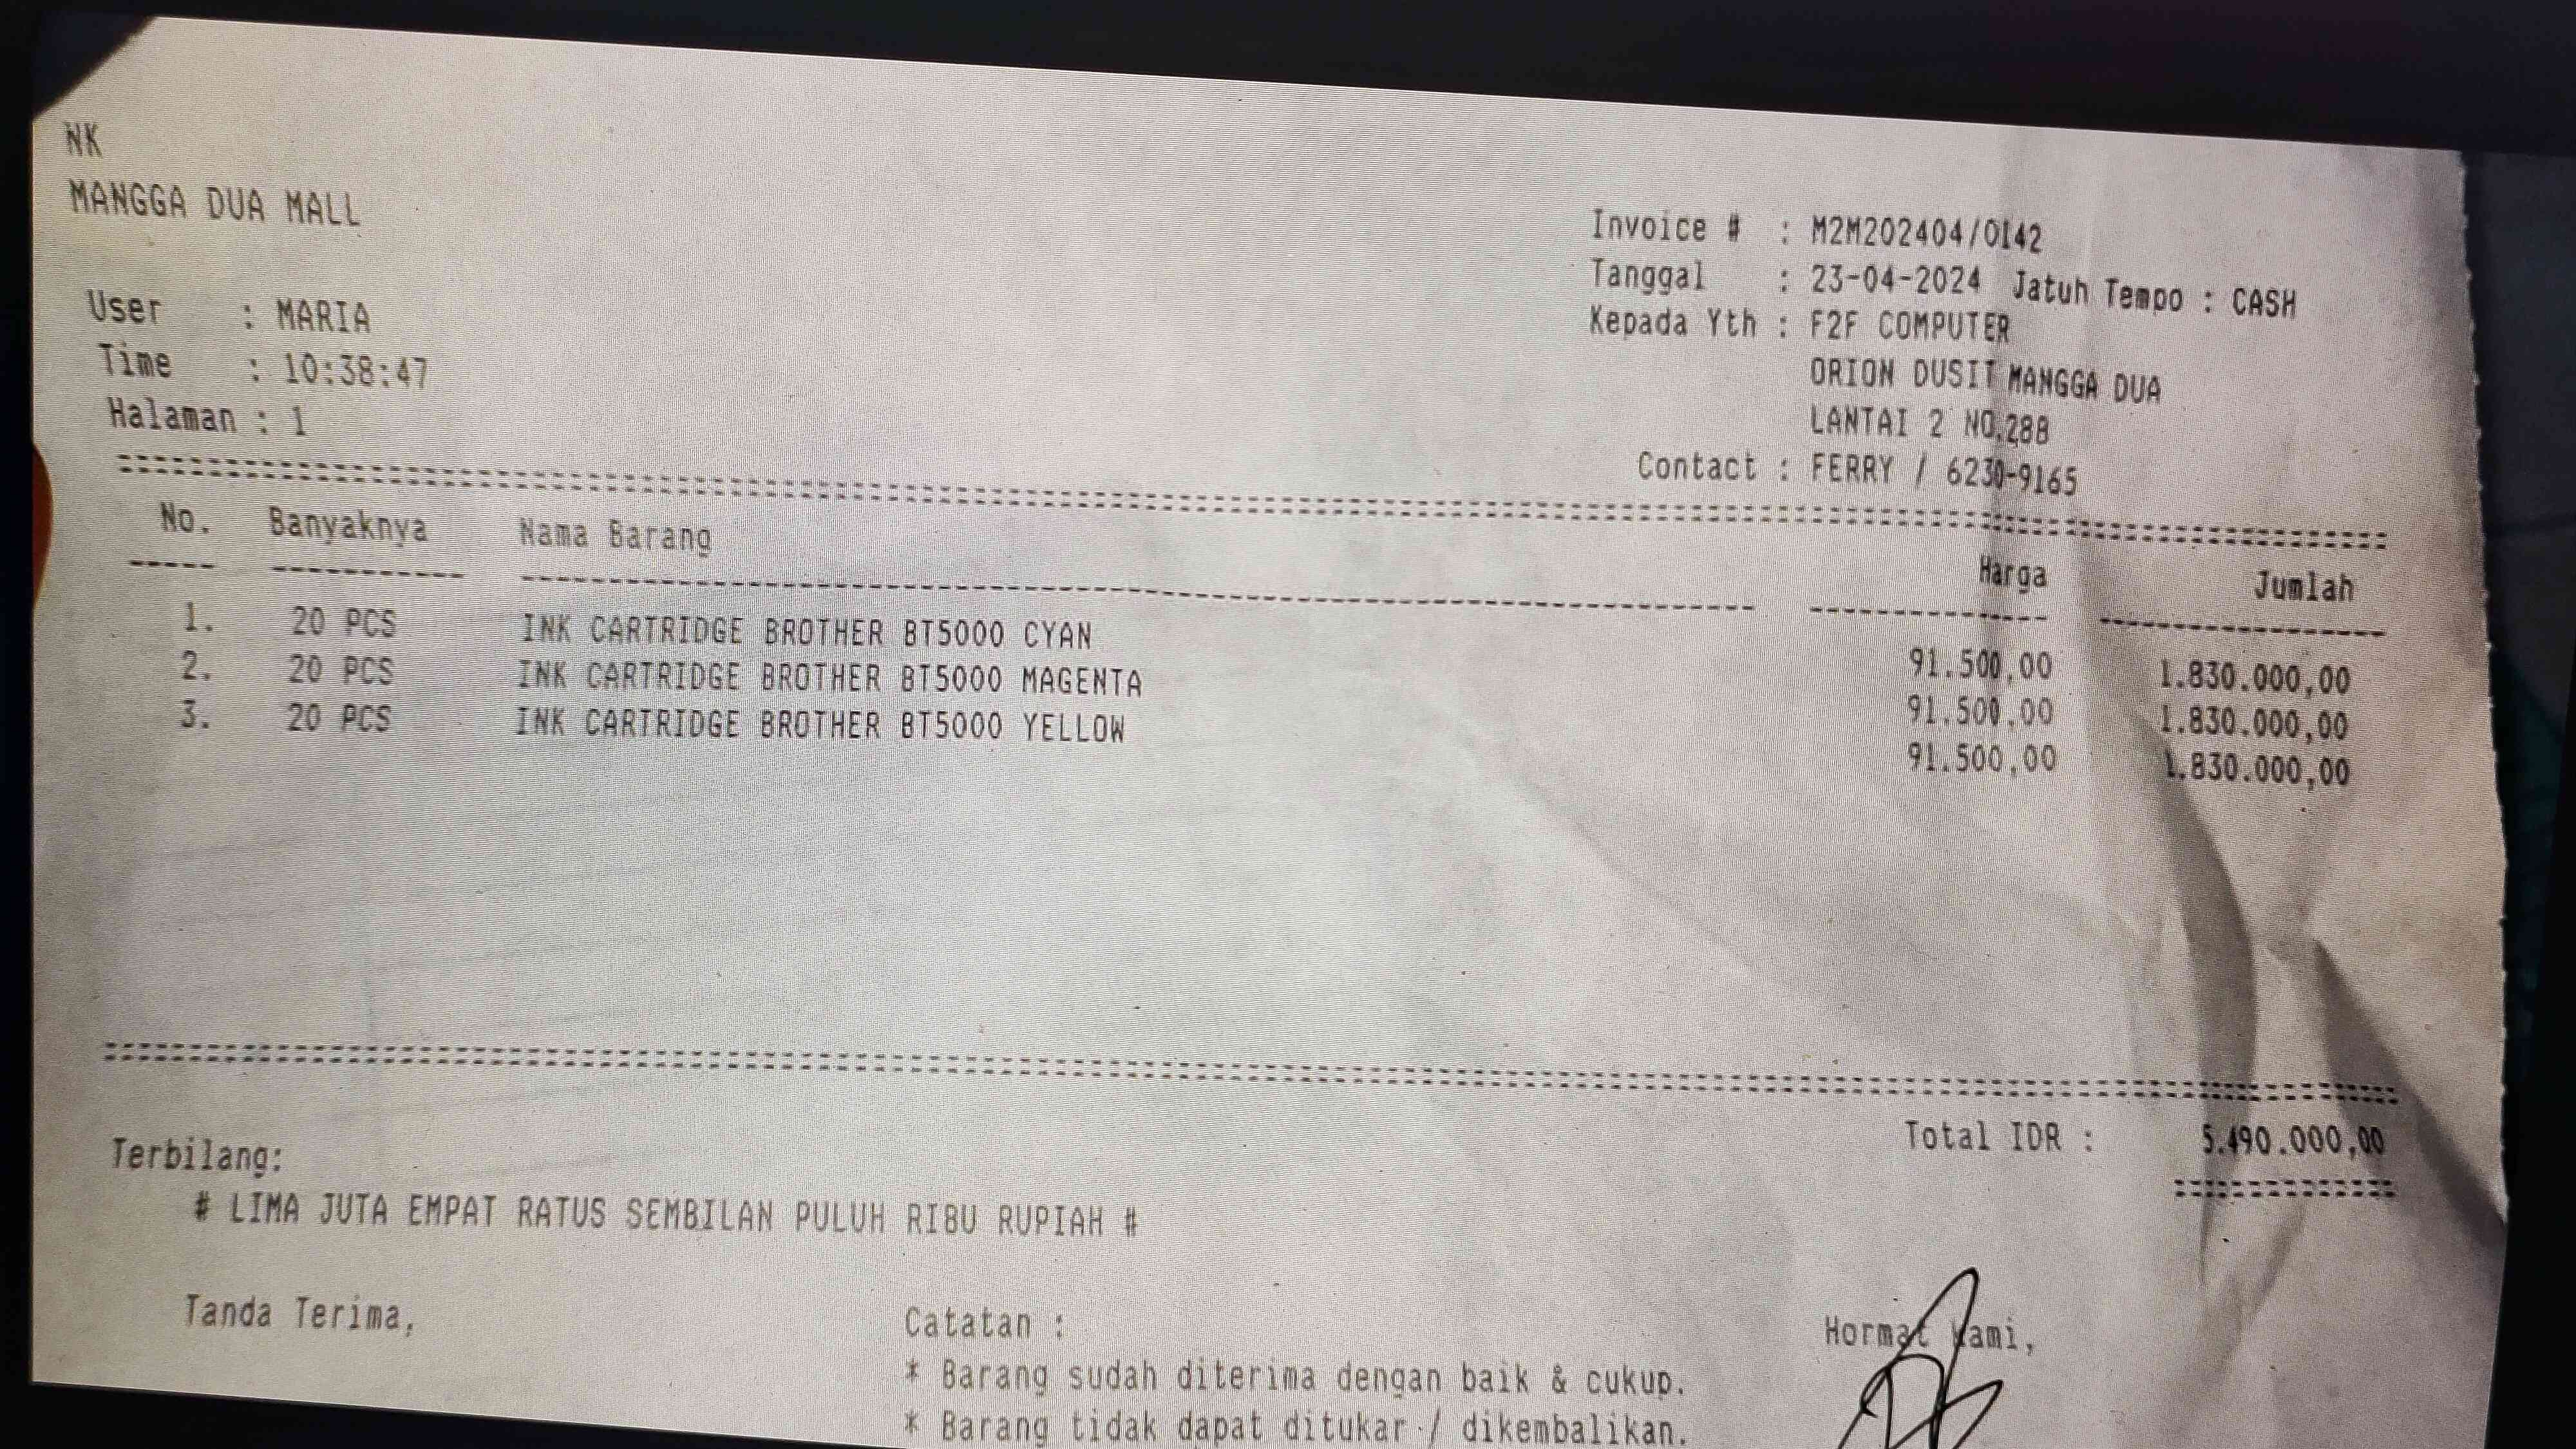 NK
MANGGA DUA MALL
Invoice # : M2M202404/0142
Tanggal : 23-04-2024 Jatuh Tempo : CASH
Kepada Yth : F2F COMPUTER
ORION DUSIT MANGGA DUA
LANTAI 2 NO.288
Contact : FERRY / 6230-9165
User : MARIA
Time : 10:38:47
Halaman : 1
No. Banyaknya Nama Barang Harga Jumlah
1. 20 PCS INK CARTRIDGE BROTHER BT5000 CYAN 91.500,00 1.830.000,00
2. 20 PCS INK CARTRIDGE BROTHER BT5000 MAGENTA 91.500,00 1.830.000,00
3. 20 PCS INK CARTRIDGE BROTHER BT5000 YELLOW 91.500,00 1.830.000,00
Total IDR : 5.490.000,00
Terbilang:
# LIMA JUTA EMPAT RATUS SEMBILAN PULUH RIBU RUPIAH #
Tanda Terima,
Catatan :
* Barang sudah diterima dengan baik & cukup.
* Barang tidak dapat ditukar / dikembalikan.
Hormat Kami,